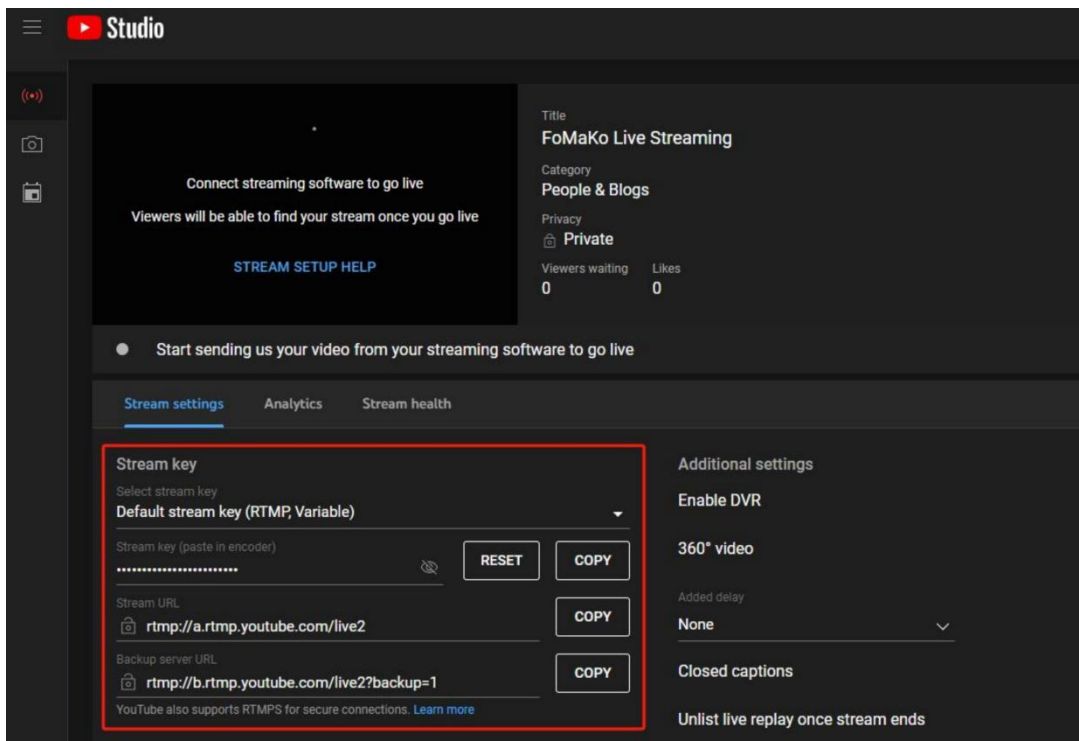 Studio
Connect streaming software to go live
Viewers will be able to find your stream once you go live
STREAM SETUP HELP
Title
FoMaKo Live Streaming
Category
People & Blogs
Privacy
Private
Viewers waiting Likes
0 0
Start sending us your video from your streaming software to go live
Stream settings Analytics Stream health
Stream key
Select stream key
Default stream key (RTMP, Variable)
Stream key (paste in encoder)
•••••••••••••••••••••••• RESET COPY
Stream URL
rtmp://a.rtmp.youtube.com/live2 COPY
Backup server URL
rtmp://b.rtmp.youtube.com/live2?backup=1 COPY
YouTube also supports RTMPS for secure connections. Learn more
Additional settings
Enable DVR
360° video
Added delay
None
Closed captions
Unlist live replay once stream ends